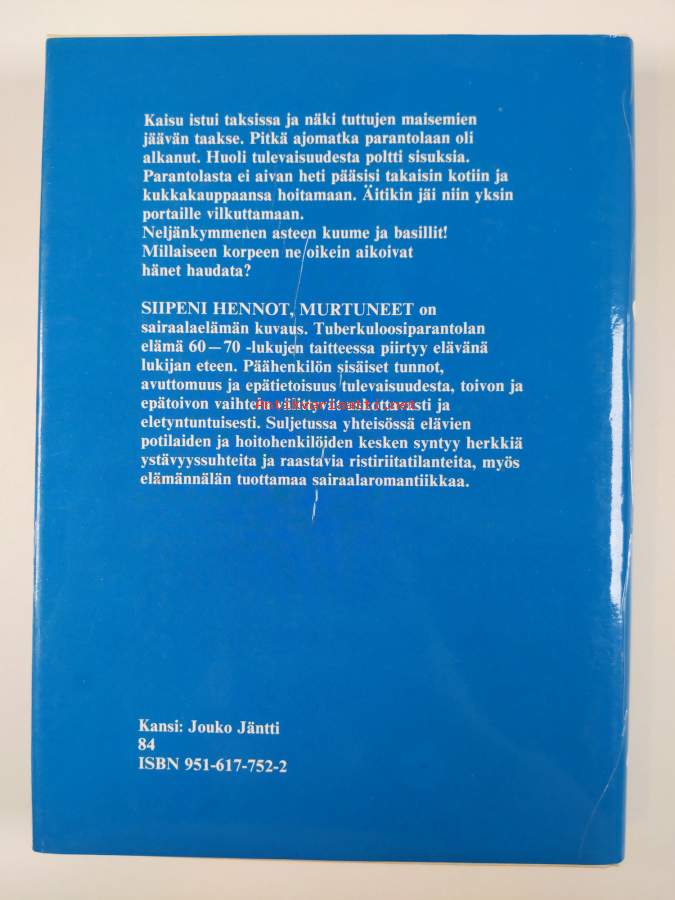 Kaisu istui taksissa ja näki tuttujen maisemien
jäävän taakse. Pitkä ajomatka parantolaan oli
alkanut. Huoli tulevaisuudesta poltti sisuksia.
Parantolasta ei aivan heti pääsisi takaisin kotiin ja
kukkakauppaansa hoitamaan. Äitikin jäi niin yksin
portaille vilkuttamaan.
Neljänkymmenen asteen kuume ja basillit!
Millaiseen korpeen ne oikein aikoivat
hänet haudata?
SIIPENI HENNOT, MURTUNEET on
sairaalaelämän kuvaus. Tuberkuloosiparantolan
elämä 60—70 -lukujen taitteessa piirtyy elävänä
lukijan eteen. Päähenkilön sisäiset tunnot,
avuttomuus ja epätietoisuus tulevaisuudesta, toivon ja
epätoivon vaihtelu ja
eletyntuntuisesti. Suljetussa yhteisössä elävien
potilaiden ja hoitohenkilöiden kesken syntyy herkkiä
ystävyyssuhteita ja raastavia ristiriitatilanteita, myös
elämännälän tuottamaa sairaalaromantiikkaa.
Kansi: Jouko Jäntti
84
ISBN 951-617-752-2